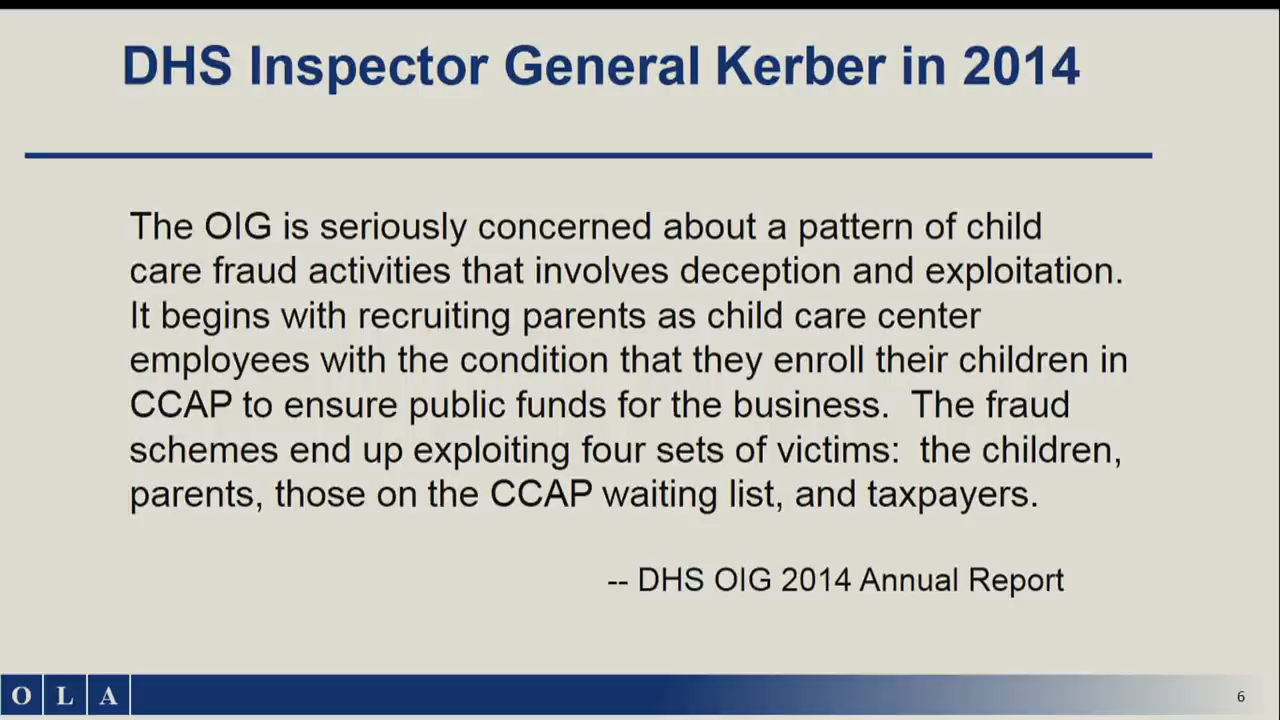 DHS Inspector General Kerber in 2014
The OIG is seriously concerned about a pattern of child
care fraud activities that involves deception and exploitation.
It begins with recruiting parents as child care center
employees with the condition that they enroll their children in
CCAP to ensure public funds for the business.  The fraud
schemes end up exploiting four sets of victims:  the children,
parents, those on the CCAP waiting list, and taxpayers.
-- DHS OIG 2014 Annual Report
O L A
6